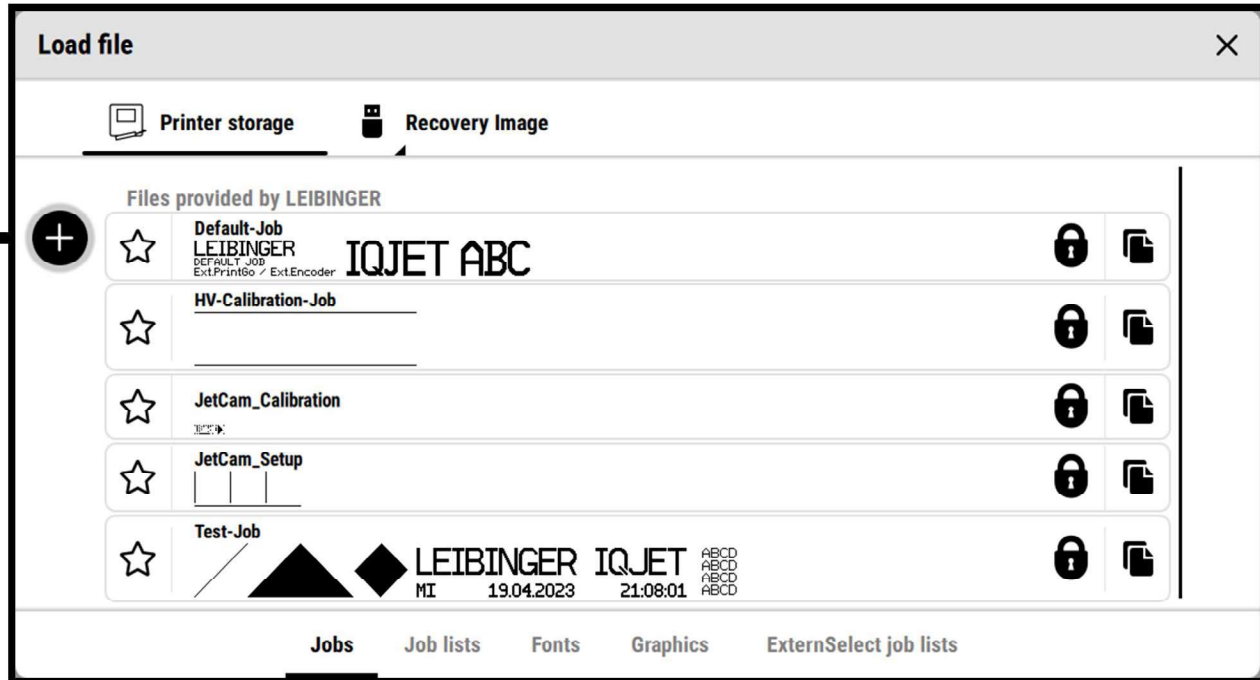 Load file
Printer storage
Recovery Image
Files provided by LEIBINGER
Default-Job
LEIBINGER
DEFAULT JOB
Ext.PrintGo / Ext.Encoder
IQJET ABC
HV-Calibration-Job
JetCam_Calibration
JetCam_Setup
Test-Job
LEIBINGER IQJET
MI 19.04.2023 21:08:01
ABCD
ABCD
ABCD
ABCD
Jobs
Job lists
Fonts
Graphics
ExternSelect job lists